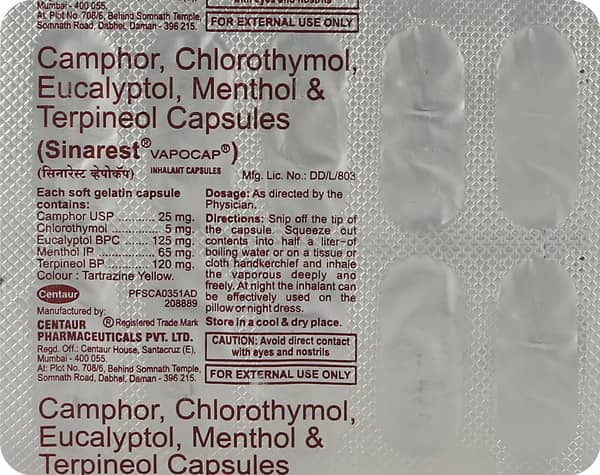 Mumbai - 400 055.
At. Plot No. 708/6, Behind Somnath Temple,
Somnath Road, Dabhel, Daman - 396 215.
with eyes and nostrils
FOR EXTERNAL USE ONLY
Camphor, Chlorothymol,
Eucalyptol, Menthol &
Terpineol Capsules
(Sinarest® VAPOCAP®)
(सिनारेस्ट व्हेपोकॅप) INHALANT CAPSULES
Mfg. Lic. No.: DD/L/803
Each soft gelatin capsule
contains:
Camphor USP .......... 25 mg.
Chlorothymol ............ 5 mg.
Eucalyptol BPC ...... 125 mg.
Menthol IP ............... 65 mg.
Terpineol BP .......... 120 mg.
Colour : Tartrazine Yellow.
Centaur
PFSCA0351AD
208889
Manufactured by:
CENTAUR ® Registered Trade Mark
PHARMACEUTICALS PVT. LTD.
Regd. Off.: Centaur House, Santacruz (E),
Mumbai - 400 055.
At: Plot No. 708/6, Behind Somnath Temple,
Somnath Road, Dabhel, Daman - 396 215.
Dosage: As directed by the
Physician.
Directions: Snip off the tip of
the capsule. Squeeze out
contents into half a liter-of
boiling water or on a tissue or
cloth handkerchief and inhale
the vaporous deeply and
freely. At night the inhalant can
be effectively used on the
pillow or night dress.
Store in a cool & dry place.
CAUTION: Avoid direct contact
with eyes and nostrils
FOR EXTERNAL USE ONLY
Camphor, Chlorothymol,
Eucalyptol, Menthol &
Terpineol Capsules